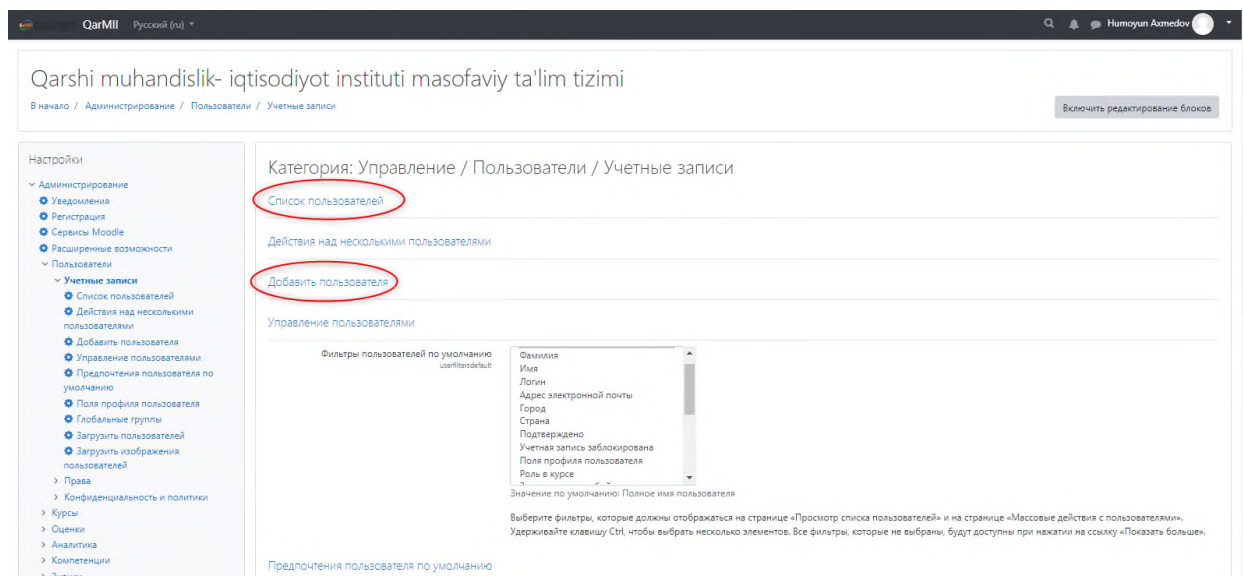 QarMII Русский (ru)
Humoyun Axmedov
Qarshi muhandislik- iqtisodiyot instituti masofaviy ta'lim tizimi
В начало / Администрирование / Пользователи / Учетные записи
Включить редактирование блоков
Настройки
Администрирование
Уведомления
Регистрация
Сервисы Moodle
Расширенные возможности
Пользователи
Учетные записи
Список пользователей
Действия над несколькими
пользователями
Добавить пользователя
Управление пользователями
Предпочтения пользователя по
умолчанию
Поля профиля пользователя
Глобальные группы
Загрузить пользователей
Загрузить изображения
пользователей
Права
Конфиденциальность и политики
Курсы
Оценки
Аналитика
Компетенции
Категория: Управление / Пользователи / Учетные записи
Список пользователей
Действия над несколькими пользователями
Добавить пользователя
Управление пользователями
Фильтры пользователей по умолчанию
userfiltersdefault
Фамилия
Имя
Логин
Адрес электронной почты
Город
Страна
Подтверждено
Учетная запись заблокирована
Поля профиля пользователя
Роль в курсе
Значение по умолчанию: Полное имя пользователя
Выберите фильтры, которые должны отображаться на странице «Просмотр списка пользователей» и на странице «Массовые действия с пользователями».
Удерживайте клавишу Ctrl, чтобы выбрать несколько элементов. Все фильтры, которые не выбраны, будут доступны при нажатии на ссылку «Показать больше».
Предпочтения пользователя по умолчанию